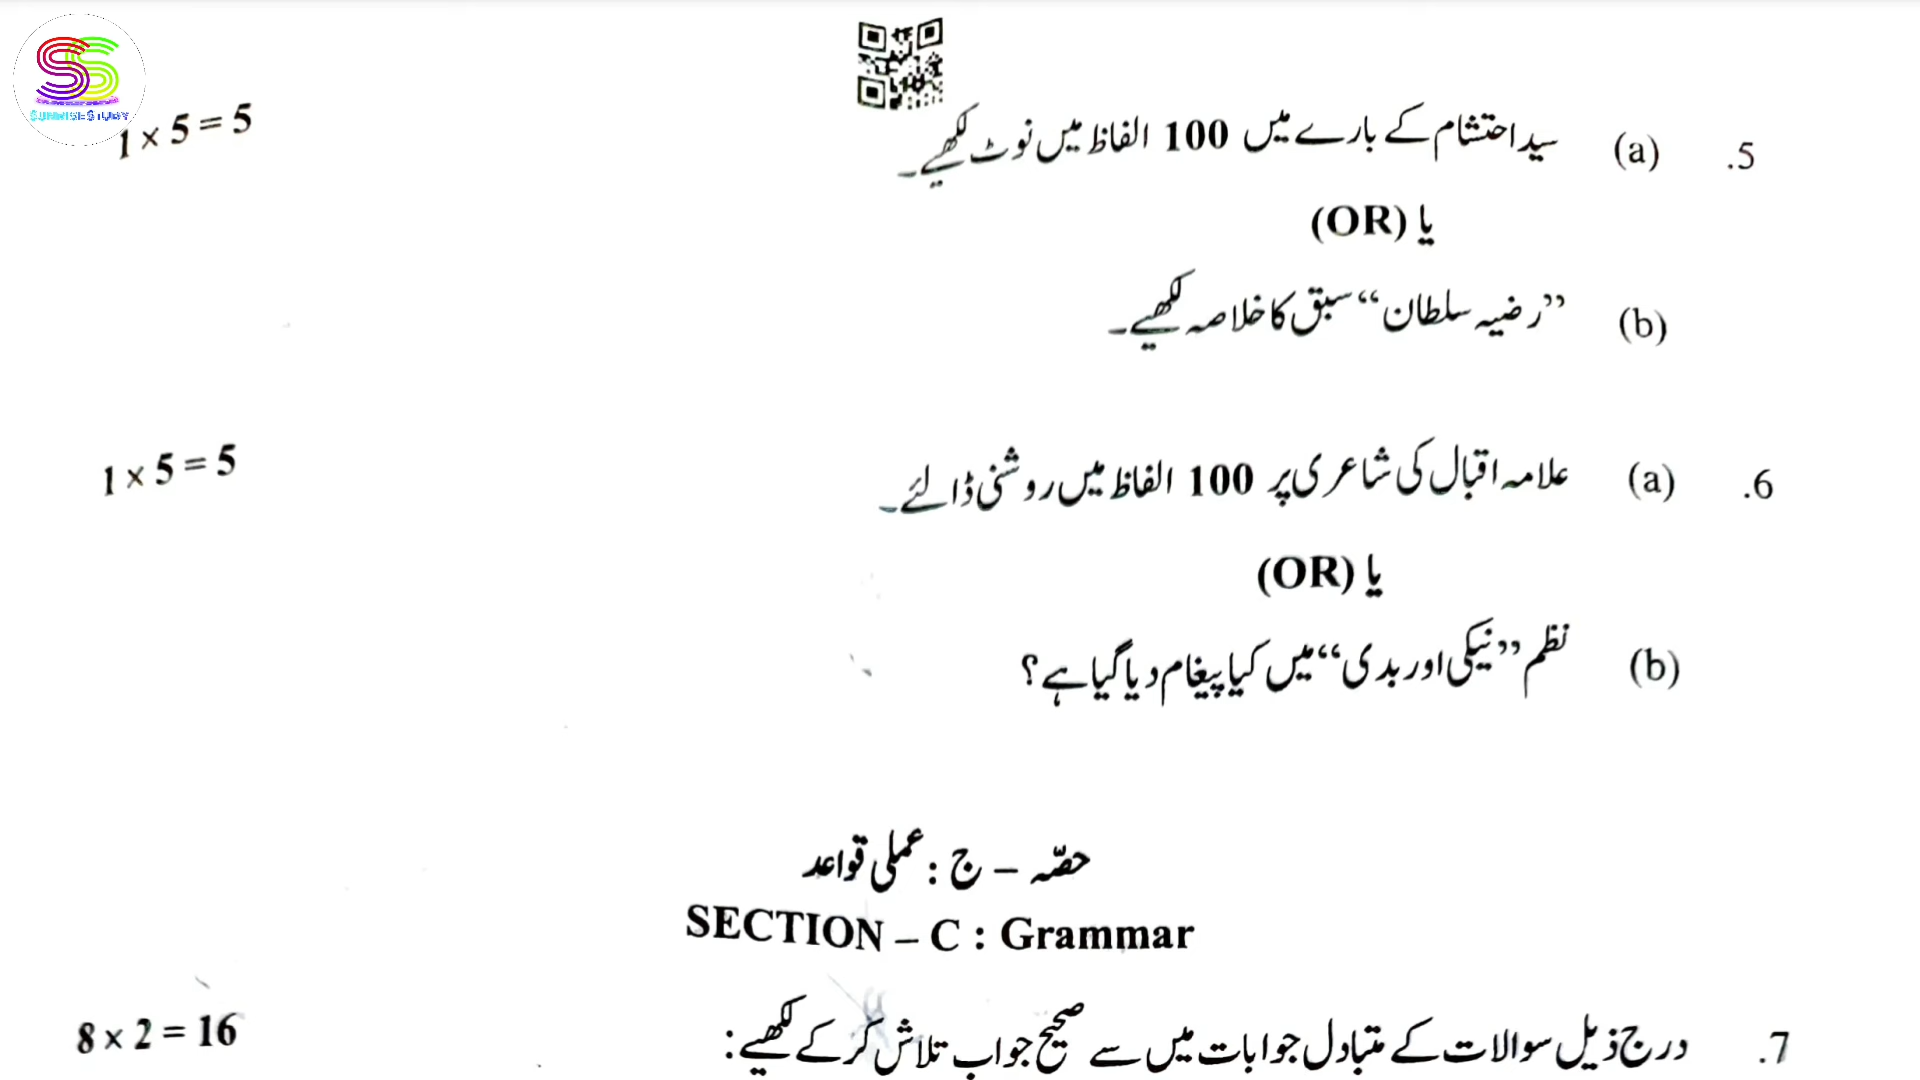 SUNRISESTUDY
5. (a) سید احتشام کے بارے میں 100 الفاظ میں نوٹ لکھیے۔ 1 × 5 = 5
یا (OR)
(b) ”رضیہ سلطان“ سبق کا خلاصہ لکھیے۔
6. (a) علامہ اقبال کی شاعری پر 100 الفاظ میں روشنی ڈالئے۔ 1 × 5 = 5
یا (OR)
(b) نظم ”نیکی اور بدی“ میں کیا پیغام دیا گیا ہے؟
حصّہ – ج : عملی قواعد
SECTION – C : Grammar
7. درج ذیل سوالات کے متبادل جوابات میں سے صحیح جواب تلاش کر کے لکھیے: 8 × 2 = 16